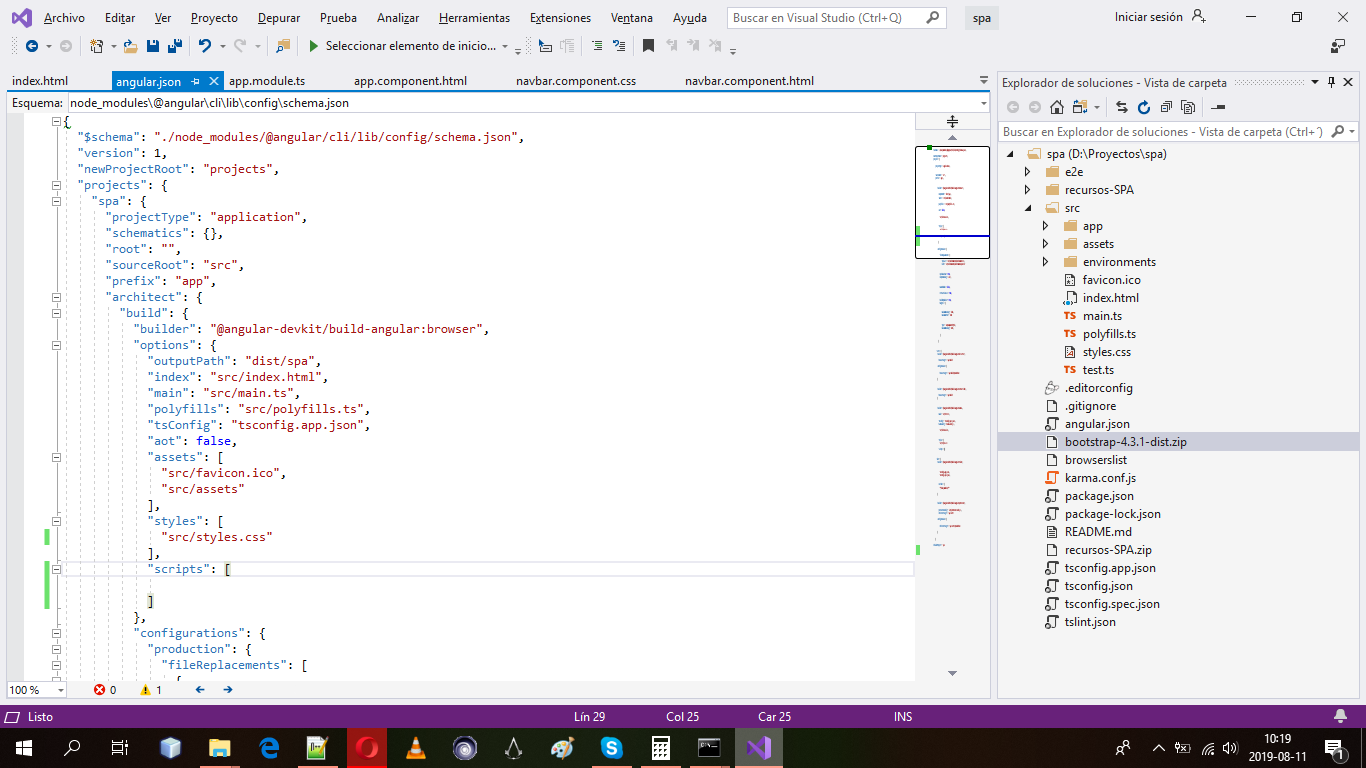 Archivo Editar Ver Proyecto Depurar Prueba Analizar Herramientas Extensiones Ventana Ayuda Buscar en Visual Studio (Ctrl+Q) spa Iniciar sesión
Seleccionar elemento de inicio...
index.html angular.json app.module.ts app.component.html navbar.component.css navbar.component.html
Esquema: node_modules\@angular\cli\lib\config\schema.json
{
"$schema": "./node_modules/@angular/cli/lib/config/schema.json",
"version": 1,
"newProjectRoot": "projects",
"projects": {
"spa": {
"projectType": "application",
"schematics": {},
"root": "",
"sourceRoot": "src",
"prefix": "app",
"architect": {
"build": {
"builder": "@angular-devkit/build-angular:browser",
"options": {
"outputPath": "dist/spa",
"index": "src/index.html",
"main": "src/main.ts",
"polyfills": "src/polyfills.ts",
"tsConfig": "tsconfig.app.json",
"aot": false,
"assets": [
"src/favicon.ico",
"src/assets"
],
"styles": [
"src/styles.css"
],
"scripts": [
]
},
"configurations": {
"production": {
"fileReplacements": [
{
100 % 0 1
Explorador de soluciones - Vista de carpeta
Buscar en Explorador de soluciones - Vista de carpeta (Ctrl+´)
spa (D:\Proyectos\spa)
e2e
recursos-SPA
src
app
assets
environments
favicon.ico
index.html
TS main.ts
TS polyfills.ts
styles.css
TS test.ts
.editorconfig
.gitignore
angular.json
bootstrap-4.3.1-dist.zip
browserslist
karma.conf.js
package.json
package-lock.json
README.md
recursos-SPA.zip
tsconfig.app.json
tsconfig.json
tsconfig.spec.json
tslint.json
Listo Lín 29 Col 25 Car 25 INS
10:19
2019-08-11
1